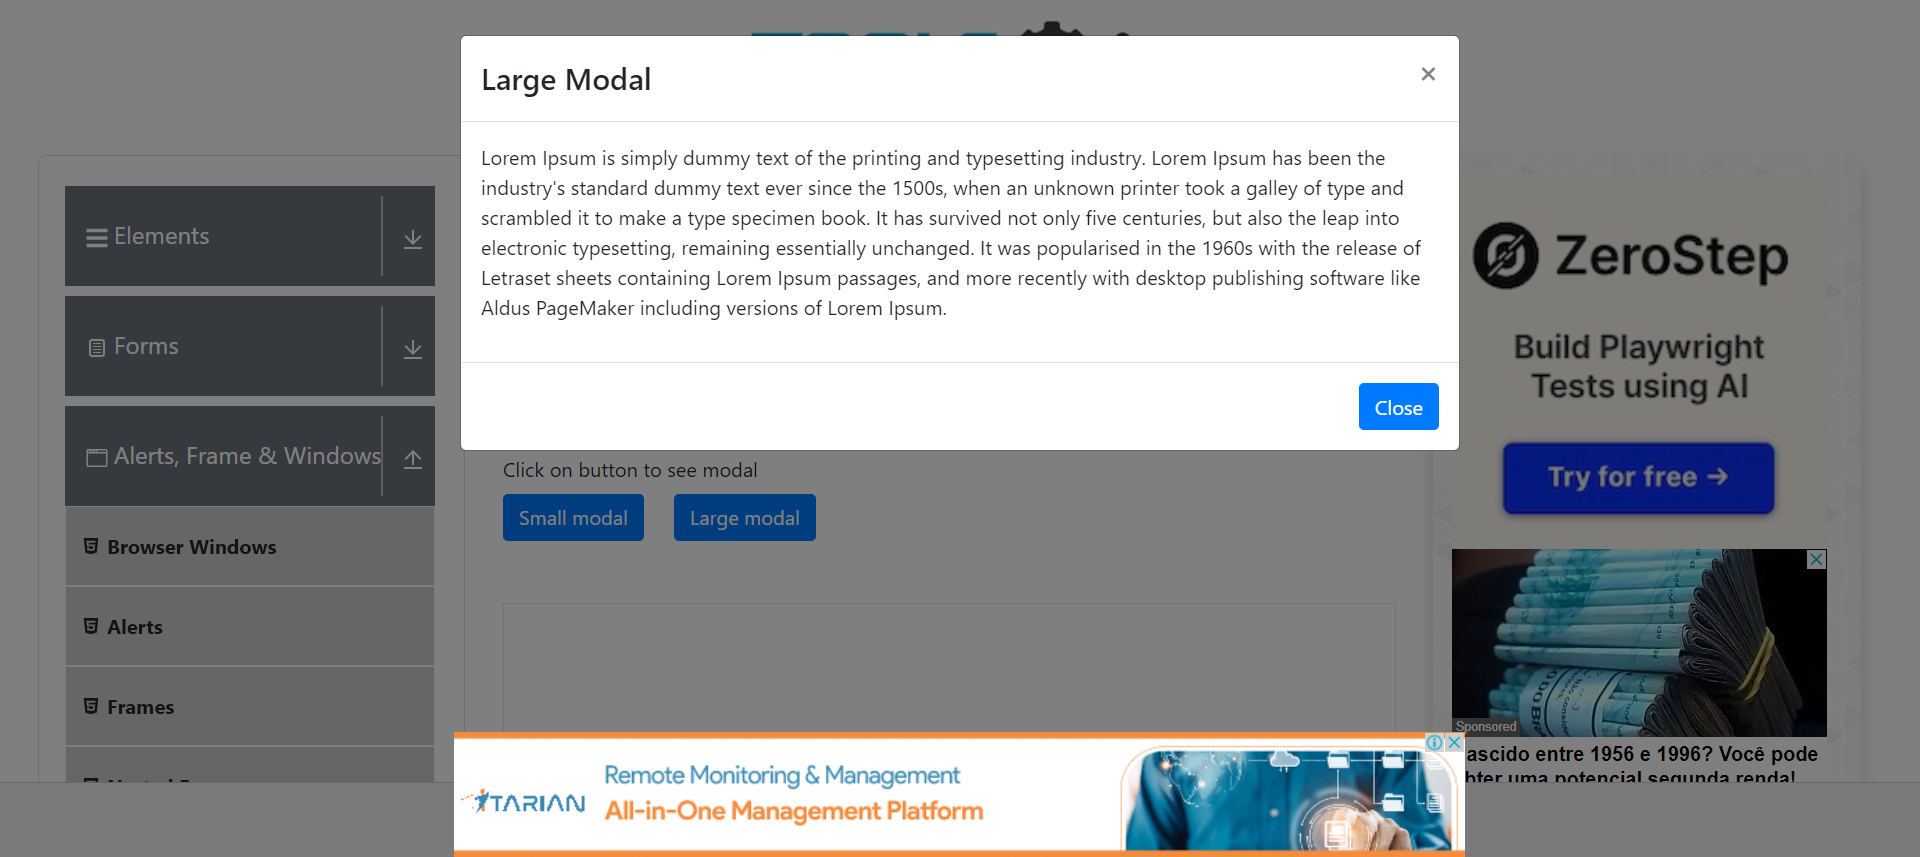 Large Modal
×
Lorem Ipsum is simply dummy text of the printing and typesetting industry. Lorem Ipsum has been the
industry's standard dummy text ever since the 1500s, when an unknown printer took a galley of type and
scrambled it to make a type specimen book. It has survived not only five centuries, but also the leap into
electronic typesetting, remaining essentially unchanged. It was popularised in the 1960s with the release of
Letraset sheets containing Lorem Ipsum passages, and more recently with desktop publishing software like
Aldus PageMaker including versions of Lorem Ipsum.
Close
Elements
Forms
Alerts, Frame & Windows
Browser Windows
Alerts
Frames
Click on button to see modal
Small modal
Large modal
ZeroStep
Build Playwright
Tests using AI
Try for free →
Sponsored
entre 1956 e 1996? Você pode
uma potencial segunda renda!
ITARIAN
Remote Monitoring & Management
All-in-One Management Platform